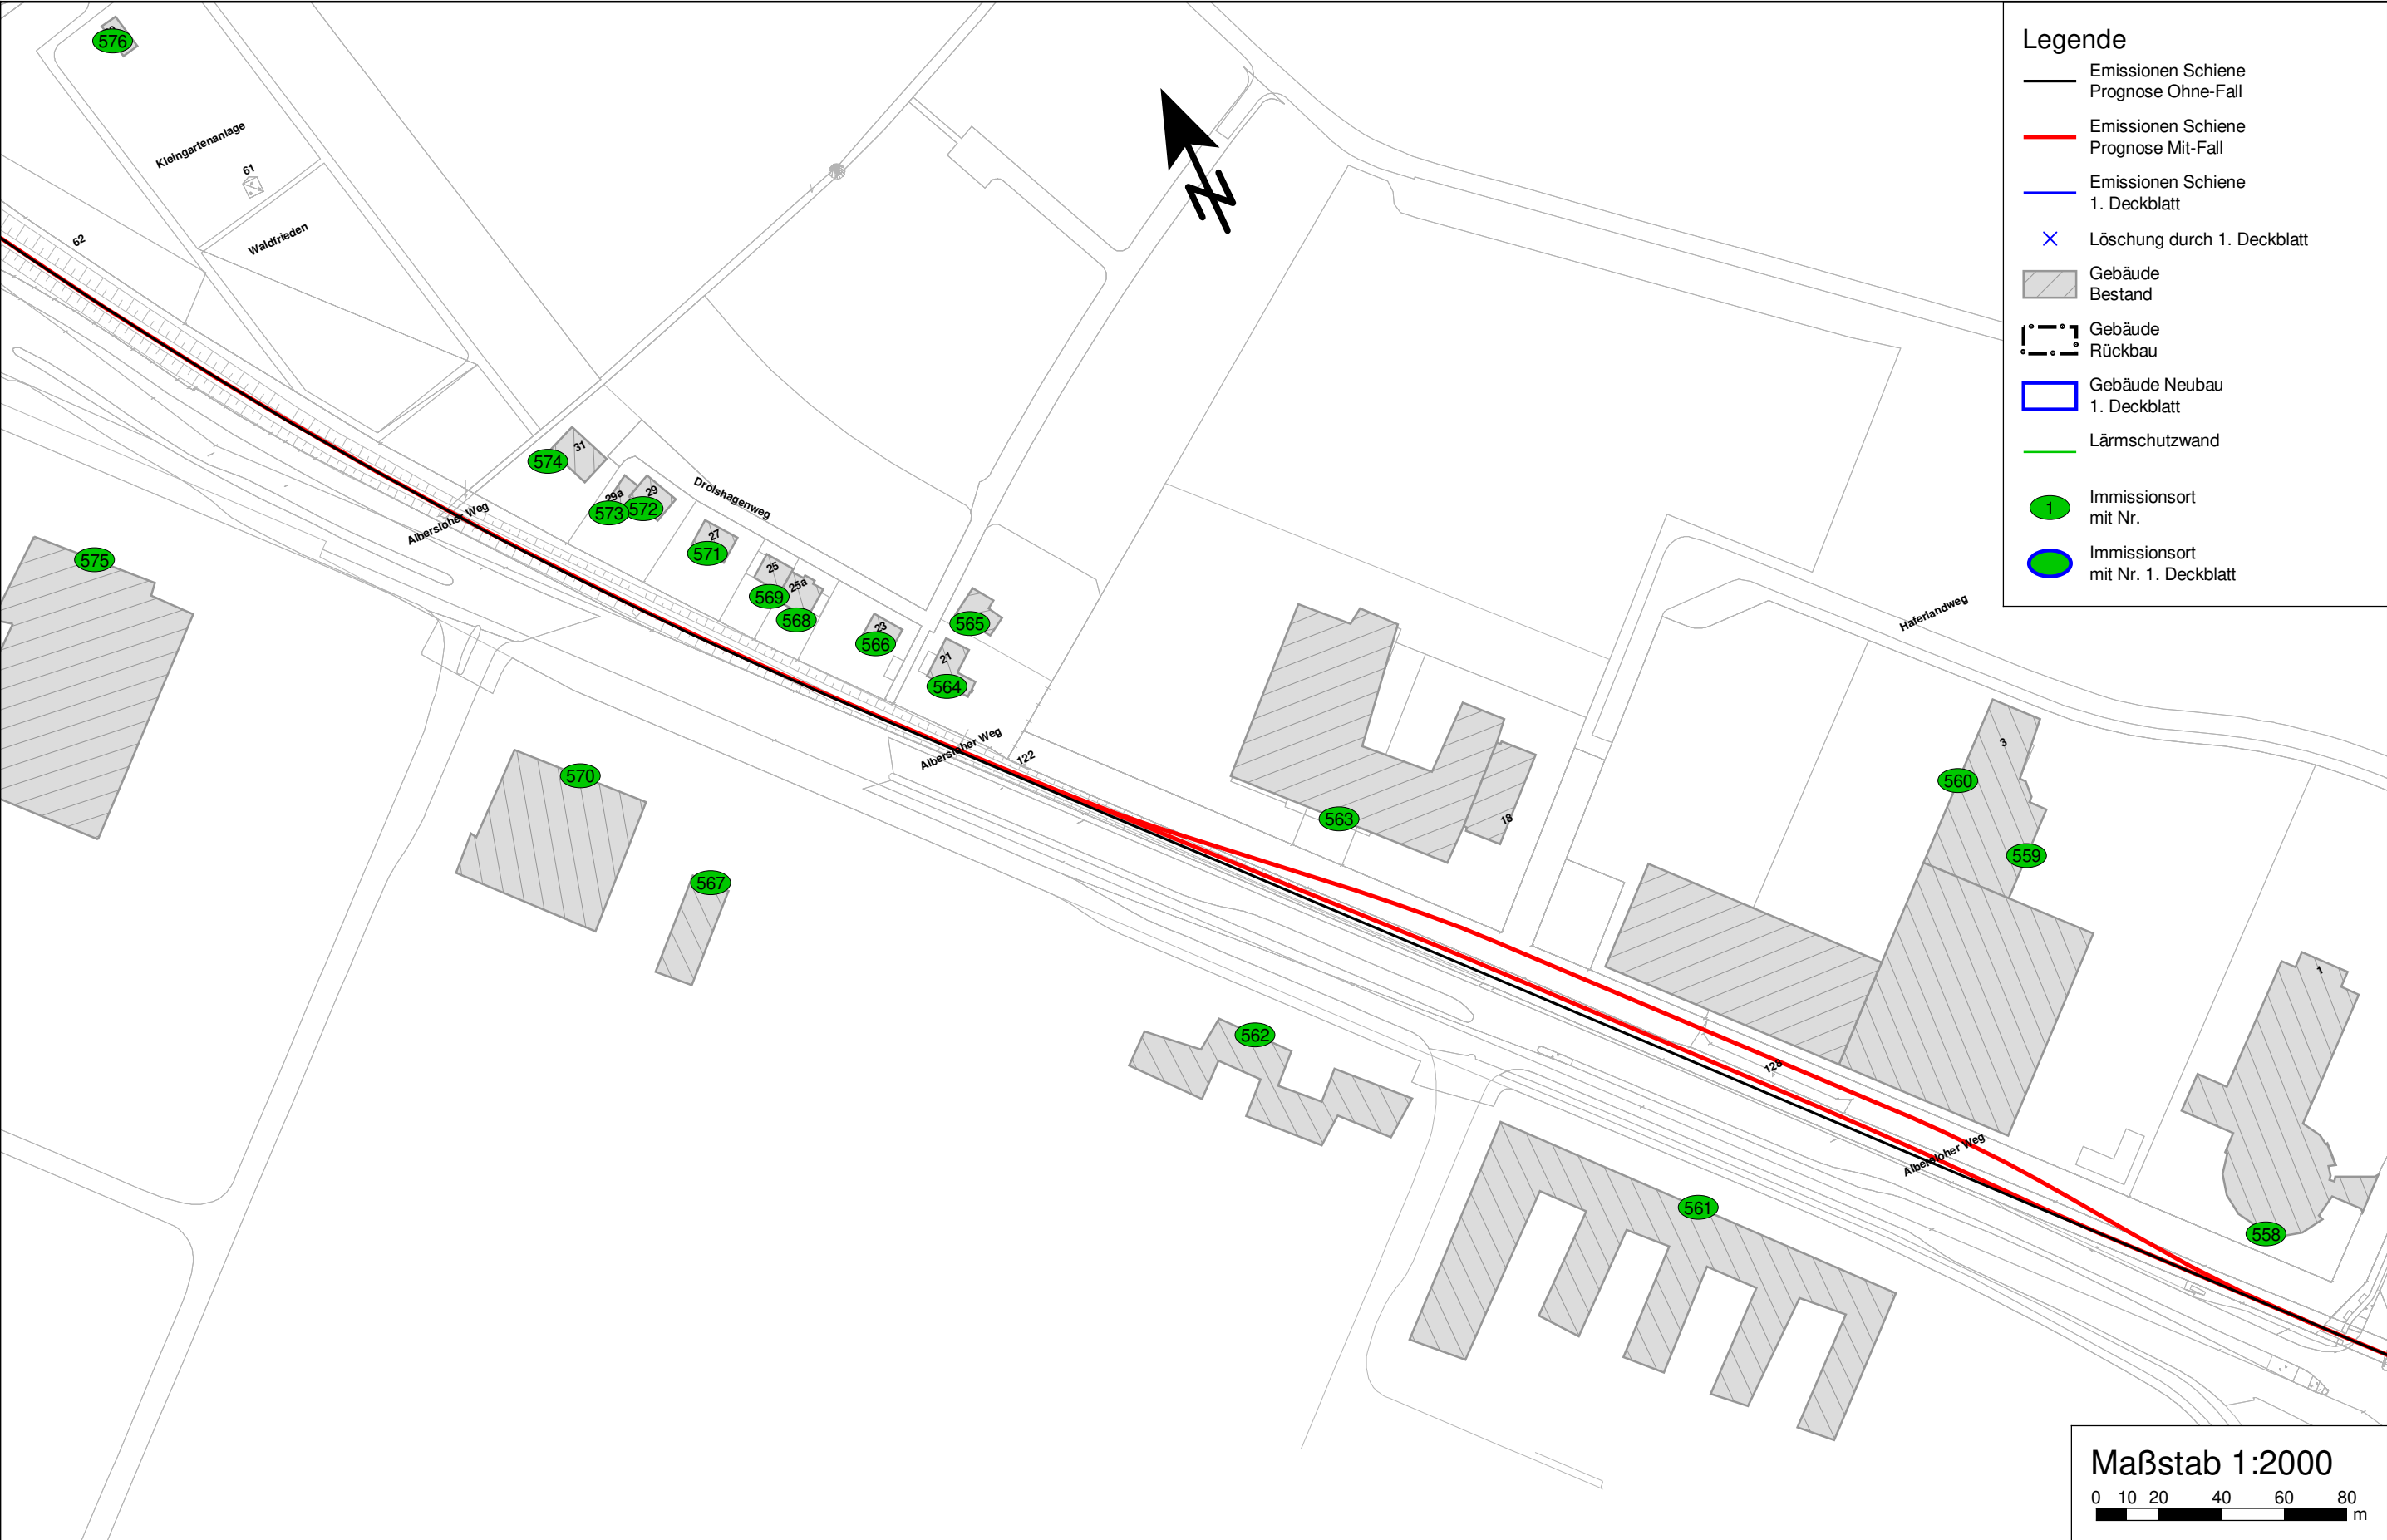 Legende
Emissionen Schiene
Prognose Ohne-Fall
Emissionen Schiene
Prognose Mit-Fall
Emissionen Schiene
1. Deckblatt
Löschung durch 1. Deckblatt
Gebäude
Bestand
Gebäude
Rückbau
Gebäude Neubau
1. Deckblatt
Lärmschutzwand
1
Immissionsort
mit Nr.
Immissionsort
mit Nr. 1. Deckblatt
576
Kleingartenanlage
61
Waldfrieden
62
N
31
574
29a
29
573
572
Drolshagenweg
Albersloher Weg
27
571
25
25a
569
568
23
566
565
21
564
575
570
567
Albersloher Weg
122
563
18
Haferlandweg
3
560
559
1
562
128
Albersloher Weg
561
558
Maßstab 1:2000
0 10 20 40 60 80
m